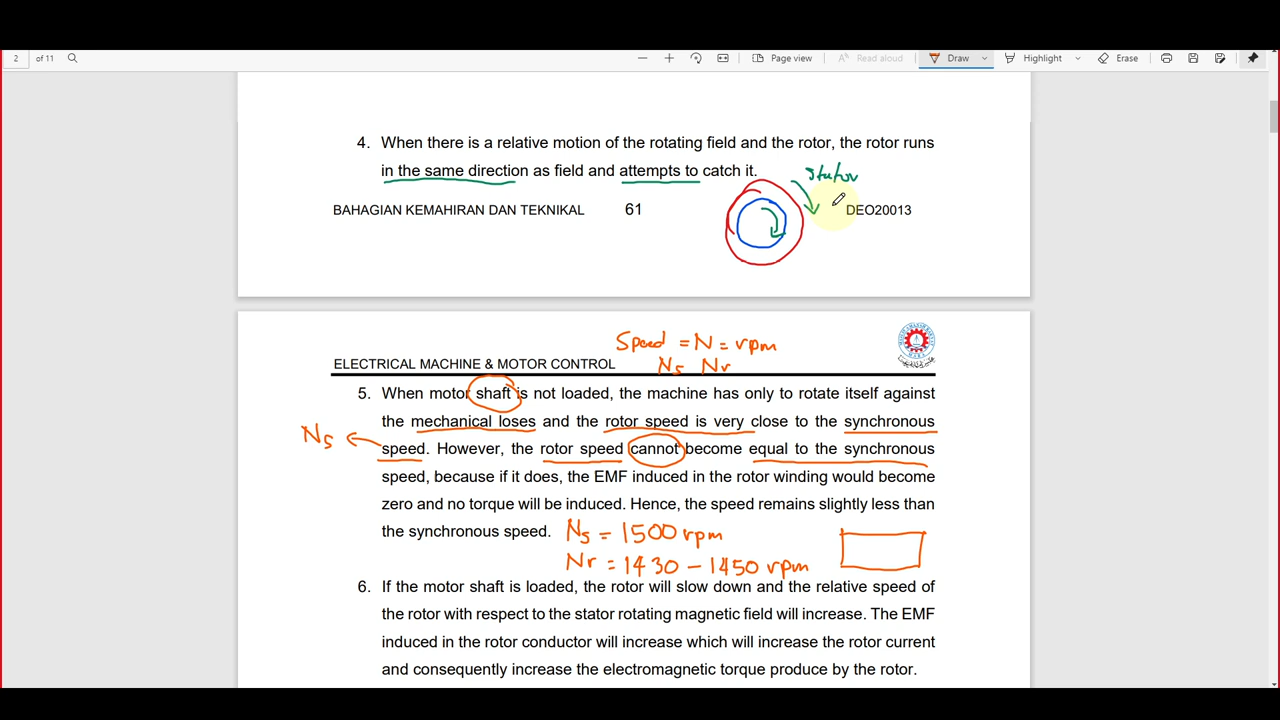 2 of 11 Page view Read aloud Draw Highlight Erase
4. When there is a relative motion of the rotating field and the rotor, the rotor runs
in the same direction as field and attempts to catch it.
stator
BAHAGIAN KEMAHIRAN DAN TEKNIKAL 61 DEO20013
Speed = N = rpm
Ns Nr
ELECTRICAL MACHINE & MOTOR CONTROL
5. When motor shaft is not loaded, the machine has only to rotate itself against
the mechanical loses and the rotor speed is very close to the synchronous
Ns
speed. However, the rotor speed cannot become equal to the synchronous
speed, because if it does, the EMF induced in the rotor winding would become
zero and no torque will be induced. Hence, the speed remains slightly less than
the synchronous speed.
Ns = 1500 rpm
Nr = 1430 - 1450 rpm
6. If the motor shaft is loaded, the rotor will slow down and the relative speed of
the rotor with respect to the stator rotating magnetic field will increase. The EMF
induced in the rotor conductor will increase which will increase the rotor current
and consequently increase the electromagnetic torque produce by the rotor.